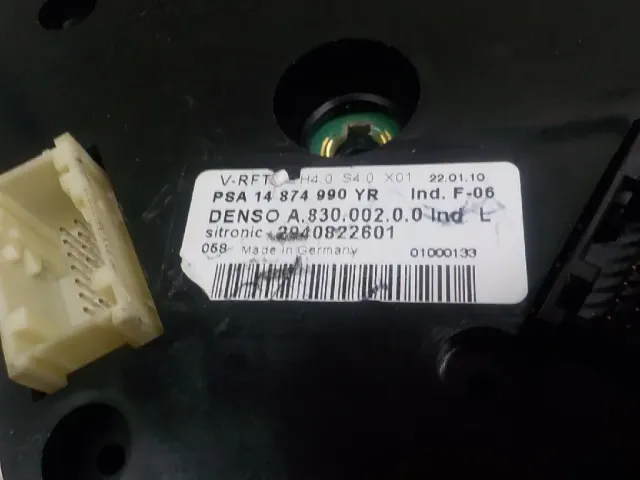 H4.0 S4.0 X01 22.01.10
PSA 14 874 990 YR Ind. F-06
DENSO A.830.002.0.0 Ind L
sitronic 2940822601
058 Made in Germany 01000133